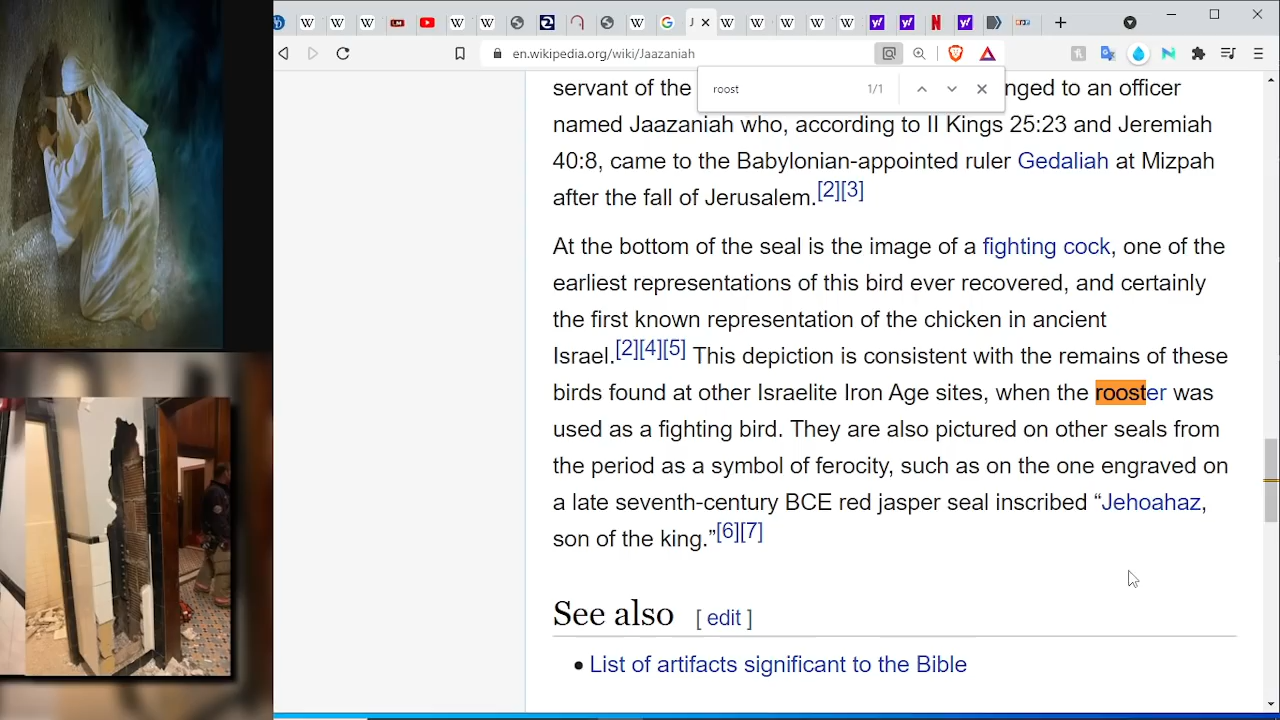 en.wikipedia.org/wiki/Jaazaniah
roost 1/1
servant of the nged to an officer
named Jaazaniah who, according to II Kings 25:23 and Jeremiah
40:8, came to the Babylonian-appointed ruler Gedaliah at Mizpah
after the fall of Jerusalem.[2][3]
At the bottom of the seal is the image of a fighting cock, one of the
earliest representations of this bird ever recovered, and certainly
the first known representation of the chicken in ancient
Israel.[2][4][5] This depiction is consistent with the remains of these
birds found at other Israelite Iron Age sites, when the rooster was
used as a fighting bird. They are also pictured on other seals from
the period as a symbol of ferocity, such as on the one engraved on
a late seventh-century BCE red jasper seal inscribed “Jehoahaz,
son of the king.”[6][7]
See also [ edit ]
• List of artifacts significant to the Bible